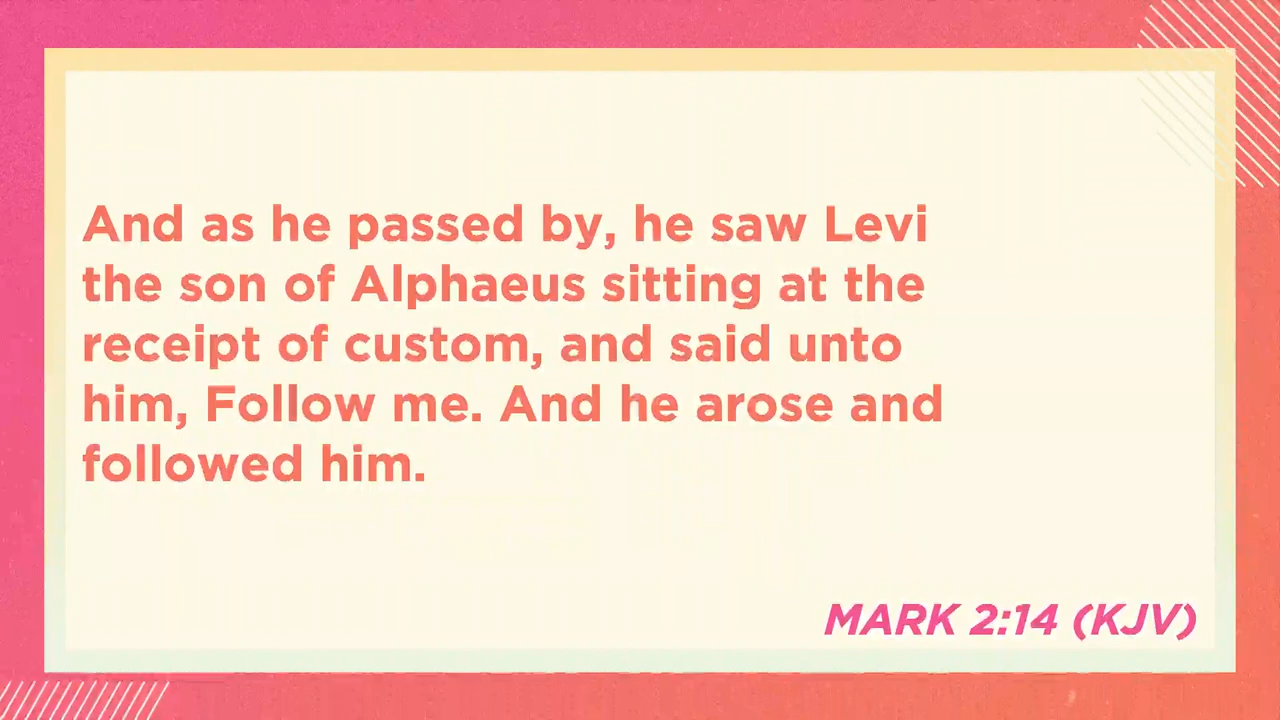 And as he passed by, he saw Levi
the son of Alphaeus sitting at the
receipt of custom, and said unto
him, Follow me. And he arose and
followed him.
MARK 2:14 (KJV)